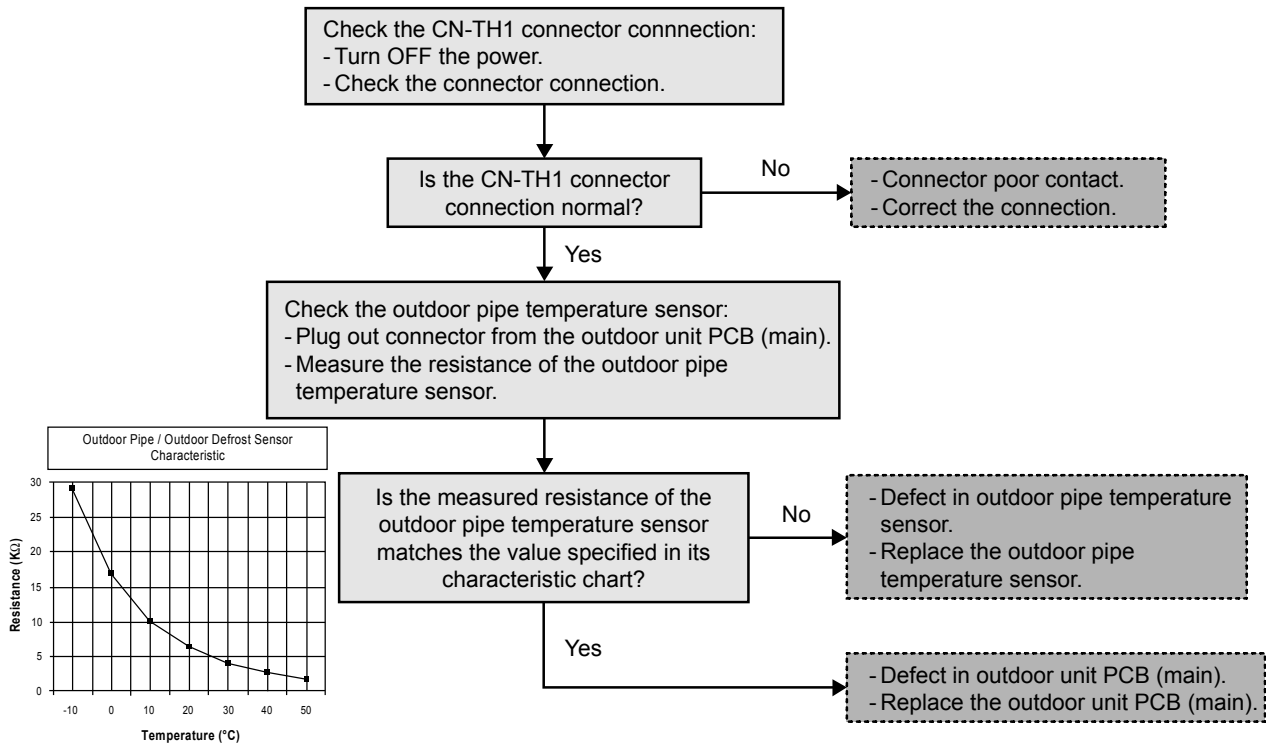 Check the CN-TH1 connector connnection:
- Turn OFF the power.
- Check the connector connection.
Is the CN-TH1 connector
connection normal?
No
- Connector poor contact.
- Correct the connection.
Yes
Check the outdoor pipe temperature sensor:
- Plug out connector from the outdoor unit PCB (main).
- Measure the resistance of the outdoor pipe
temperature sensor.
Outdoor Pipe / Outdoor Defrost Sensor
Characteristic
Resistance (KΩ)
30
25
20
15
10
5
0
-10 0 10 20 30 40 50
Temperature (°C)
Is the measured resistance of the
outdoor pipe temperature sensor
matches the value specified in its
characteristic chart?
No
- Defect in outdoor pipe temperature
sensor.
- Replace the outdoor pipe
temperature sensor.
Yes
- Defect in outdoor unit PCB (main).
- Replace the outdoor unit PCB (main).